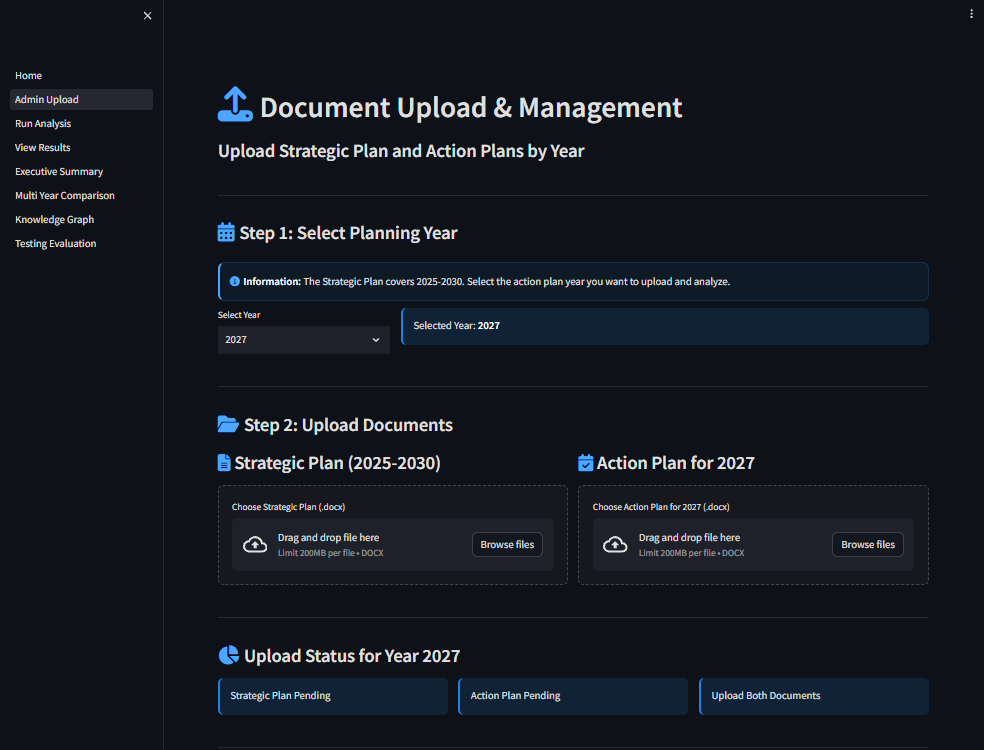 Home
Admin Upload
Run Analysis
View Results
Executive Summary
Multi Year Comparison
Knowledge Graph
Testing Evaluation
Document Upload & Management
Upload Strategic Plan and Action Plans by Year
Step 1: Select Planning Year
Information: The Strategic Plan covers 2025-2030. Select the action plan year you want to upload and analyze.
Select Year
2027
Selected Year: 2027
Step 2: Upload Documents
Strategic Plan (2025-2030)
Choose Strategic Plan (.docx)
Drag and drop file here
Limit 200MB per file • DOCX
Browse files
Action Plan for 2027
Choose Action Plan for 2027 (.docx)
Drag and drop file here
Limit 200MB per file • DOCX
Browse files
Upload Status for Year 2027
Strategic Plan Pending
Action Plan Pending
Upload Both Documents